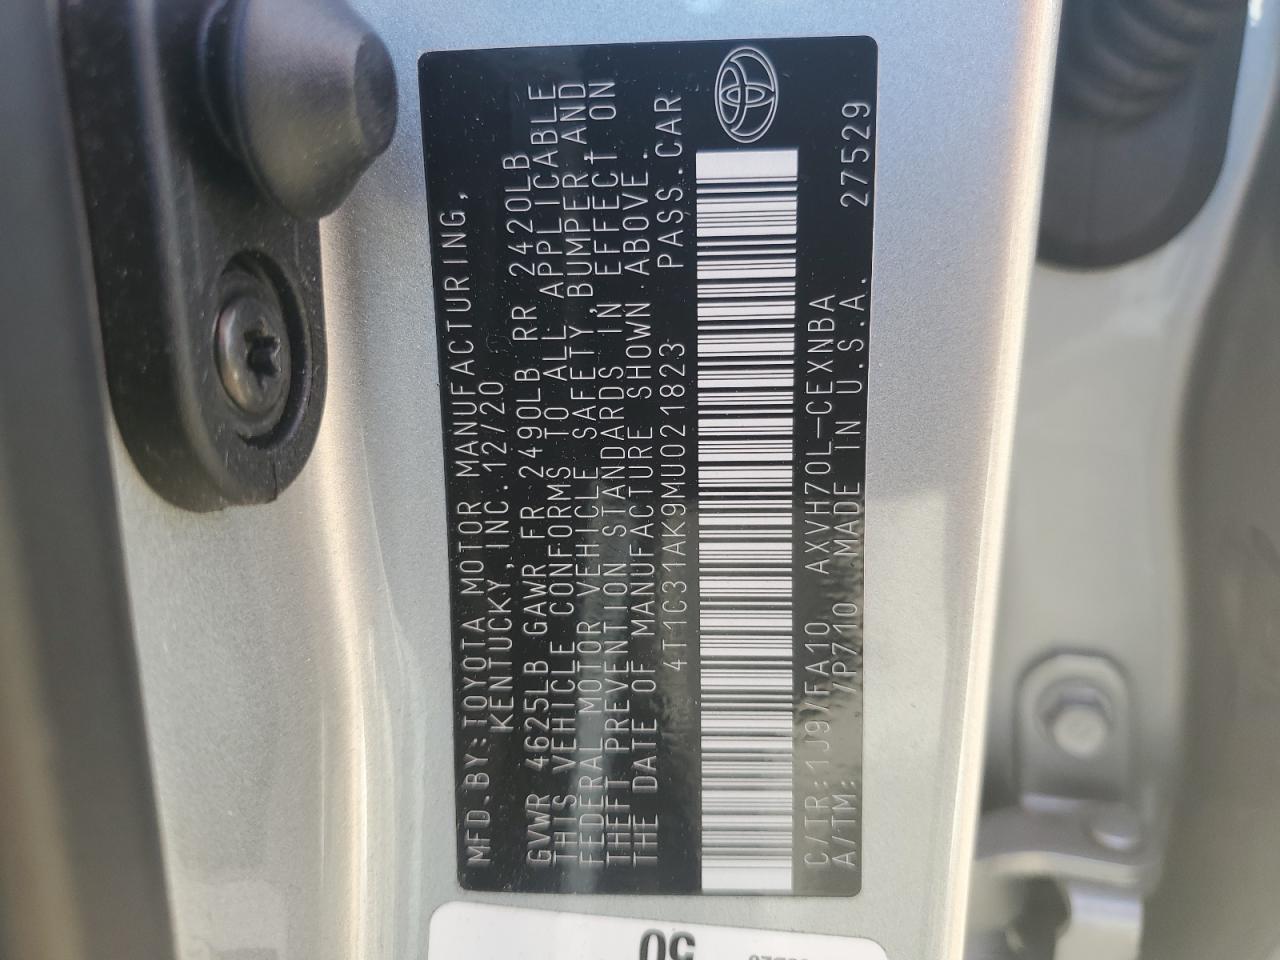 MFD.BY:TOYOTA MOTOR MANUFACTURING,
KENTUCKY,INC.12/20
GVWR 4625LB GAWR FR 2490LB RR 2420LB
THIS VEHICLE CONFORMS TO ALL APPLICABLE
FEDERAL MOTOR VEHICLE SAFETY,BUMPER,AND
THEFT PREVENTION STANDARDS IN EFFECT ON
THE DATE OF MANUFACTURE SHOWN ABOVE.
4T1C31AK9MU021823 PASS.CAR
C/TR:1J9/FA10 AXVH70L-CEXNBA
A/TM: /P710 MADE IN U.S.A. 27529
50